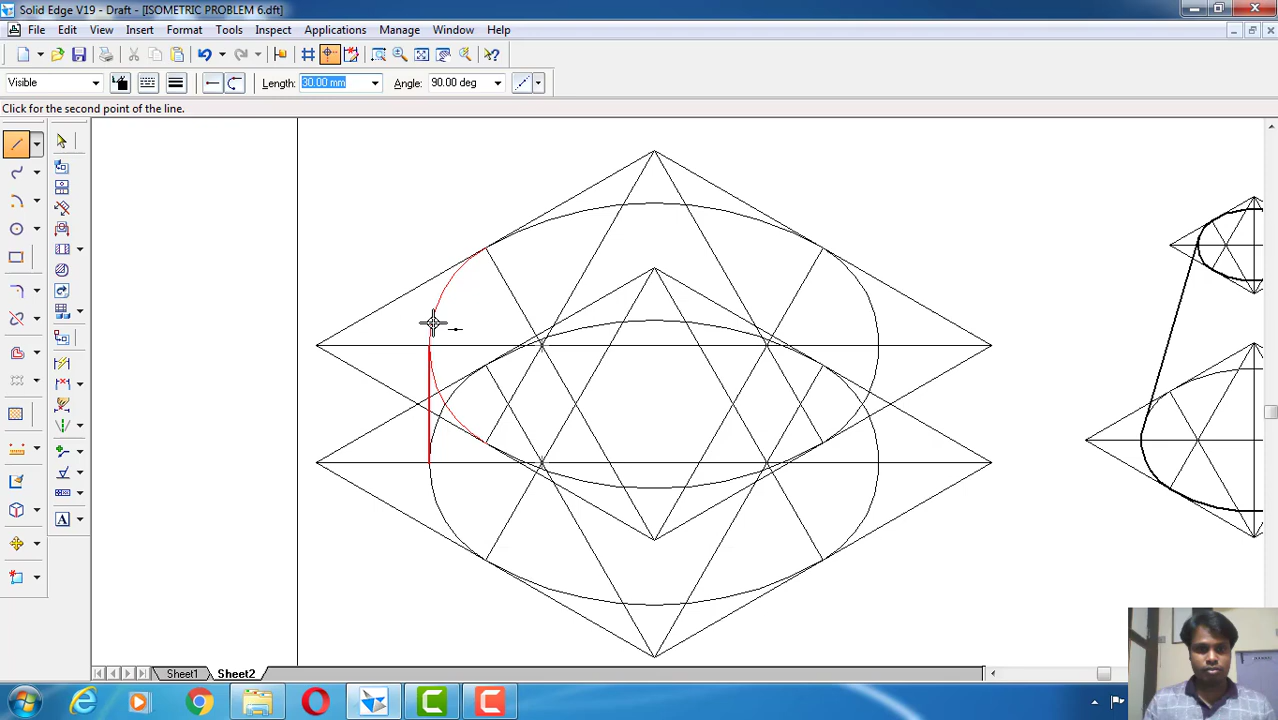 Solid Edge V19 - Draft - [ISOMETRIC PROBLEM 6.dft]
File Edit View Insert Format Tools Inspect Applications Manage Window Help
Visible Length: 30.00 mm Angle: 90.00 deg
Click for the second point of the line.
A
Sheet1 Sheet2